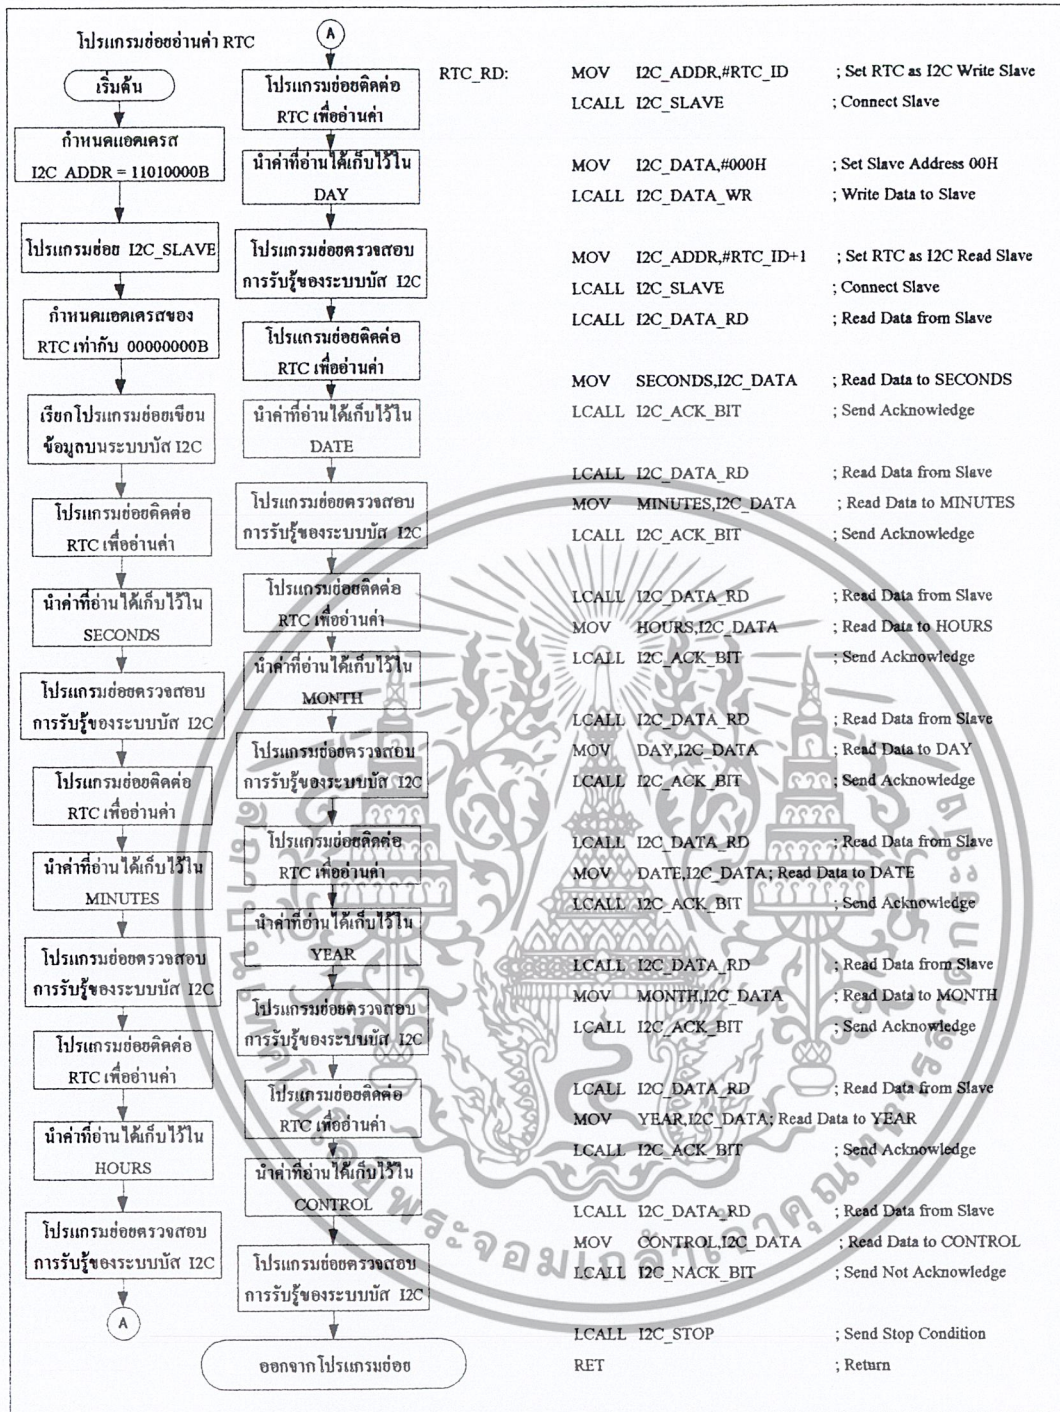 โปรแกรมย่อยอ่านค่า RTC
เริ่มต้น
กำหนดแอดเดรส
I2C_ADDR = 11010000B
โปรแกรมย่อย I2C_SLAVE
กำหนดแอดเดรสของ
RTC เท่ากับ 00000000B
เรียกโปรแกรมย่อยเขียน
ข้อมูลบนระบบบัส I2C
โปรแกรมย่อยติดต่อ
RTC เพื่ออ่านค่า
นำค่าที่อ่านได้เก็บไว้ใน
SECONDS
โปรแกรมย่อยตรวจสอบ
การรับรู้ของระบบบัส I2C
โปรแกรมย่อยติดต่อ
RTC เพื่ออ่านค่า
นำค่าที่อ่านได้เก็บไว้ใน
MINUTES
โปรแกรมย่อยตรวจสอบ
การรับรู้ของระบบบัส I2C
โปรแกรมย่อยติดต่อ
RTC เพื่ออ่านค่า
นำค่าที่อ่านได้เก็บไว้ใน
HOURS
โปรแกรมย่อยตรวจสอบ
การรับรู้ของระบบบัส I2C
A
A
โปรแกรมย่อยติดต่อ
RTC เพื่ออ่านค่า
นำค่าที่อ่านได้เก็บไว้ใน
DAY
โปรแกรมย่อยตรวจสอบ
การรับรู้ของระบบบัส I2C
โปรแกรมย่อยติดต่อ
RTC เพื่ออ่านค่า
นำค่าที่อ่านได้เก็บไว้ใน
DATE
โปรแกรมย่อยตรวจสอบ
การรับรู้ของระบบบัส I2C
โปรแกรมย่อยติดต่อ
RTC เพื่ออ่านค่า
นำค่าที่อ่านได้เก็บไว้ใน
MONTH
โปรแกรมย่อยตรวจสอบ
การรับรู้ของระบบบัส I2C
โปรแกรมย่อยติดต่อ
RTC เพื่ออ่านค่า
นำค่าที่อ่านได้เก็บไว้ใน
YEAR
โปรแกรมย่อยตรวจสอบ
การรับรู้ของระบบบัส I2C
โปรแกรมย่อยติดต่อ
RTC เพื่ออ่านค่า
นำค่าที่อ่านได้เก็บไว้ใน
CONTROL
โปรแกรมย่อยตรวจสอบ
การรับรู้ของระบบบัส I2C
ออกจากโปรแกรมย่อย
RTC_RD: MOV I2C_ADDR,#RTC_ID ; Set RTC as I2C Write Slave
LCALL I2C_SLAVE ; Connect Slave
MOV I2C_DATA,#000H ; Set Slave Address 00H
LCALL I2C_DATA_WR ; Write Data to Slave
MOV I2C_ADDR,#RTC_ID+1 ; Set RTC as I2C Read Slave
LCALL I2C_SLAVE ; Connect Slave
LCALL I2C_DATA_RD ; Read Data from Slave
MOV SECONDS,I2C_DATA ; Read Data to SECONDS
LCALL I2C_ACK_BIT ; Send Acknowledge
LCALL I2C_DATA_RD ; Read Data from Slave
MOV MINUTES,I2C_DATA ; Read Data to MINUTES
LCALL I2C_ACK_BIT ; Send Acknowledge
LCALL I2C_DATA_RD ; Read Data from Slave
MOV HOURS,I2C_DATA ; Read Data to HOURS
LCALL I2C_ACK_BIT ; Send Acknowledge
LCALL I2C_DATA_RD ; Read Data from Slave
MOV DAY,I2C_DATA ; Read Data to DAY
LCALL I2C_ACK_BIT ; Send Acknowledge
LCALL I2C_DATA_RD ; Read Data from Slave
MOV DATE,I2C_DATA; Read Data to DATE
LCALL I2C_ACK_BIT ; Send Acknowledge
LCALL I2C_DATA_RD ; Read Data from Slave
MOV MONTH,I2C_DATA ; Read Data to MONTH
LCALL I2C_ACK_BIT ; Send Acknowledge
LCALL I2C_DATA_RD ; Read Data from Slave
MOV YEAR,I2C_DATA; Read Data to YEAR
LCALL I2C_ACK_BIT ; Send Acknowledge
LCALL I2C_DATA_RD ; Read Data from Slave
MOV CONTROL,I2C_DATA ; Read Data to CONTROL
LCALL I2C_NACK_BIT ; Send Not Acknowledge
LCALL I2C_STOP ; Send Stop Condition
RET ; Return
สถาบันเทคโนโลยีพระจอมเกล้าเจ้าคุณทหารลาดกระบัง